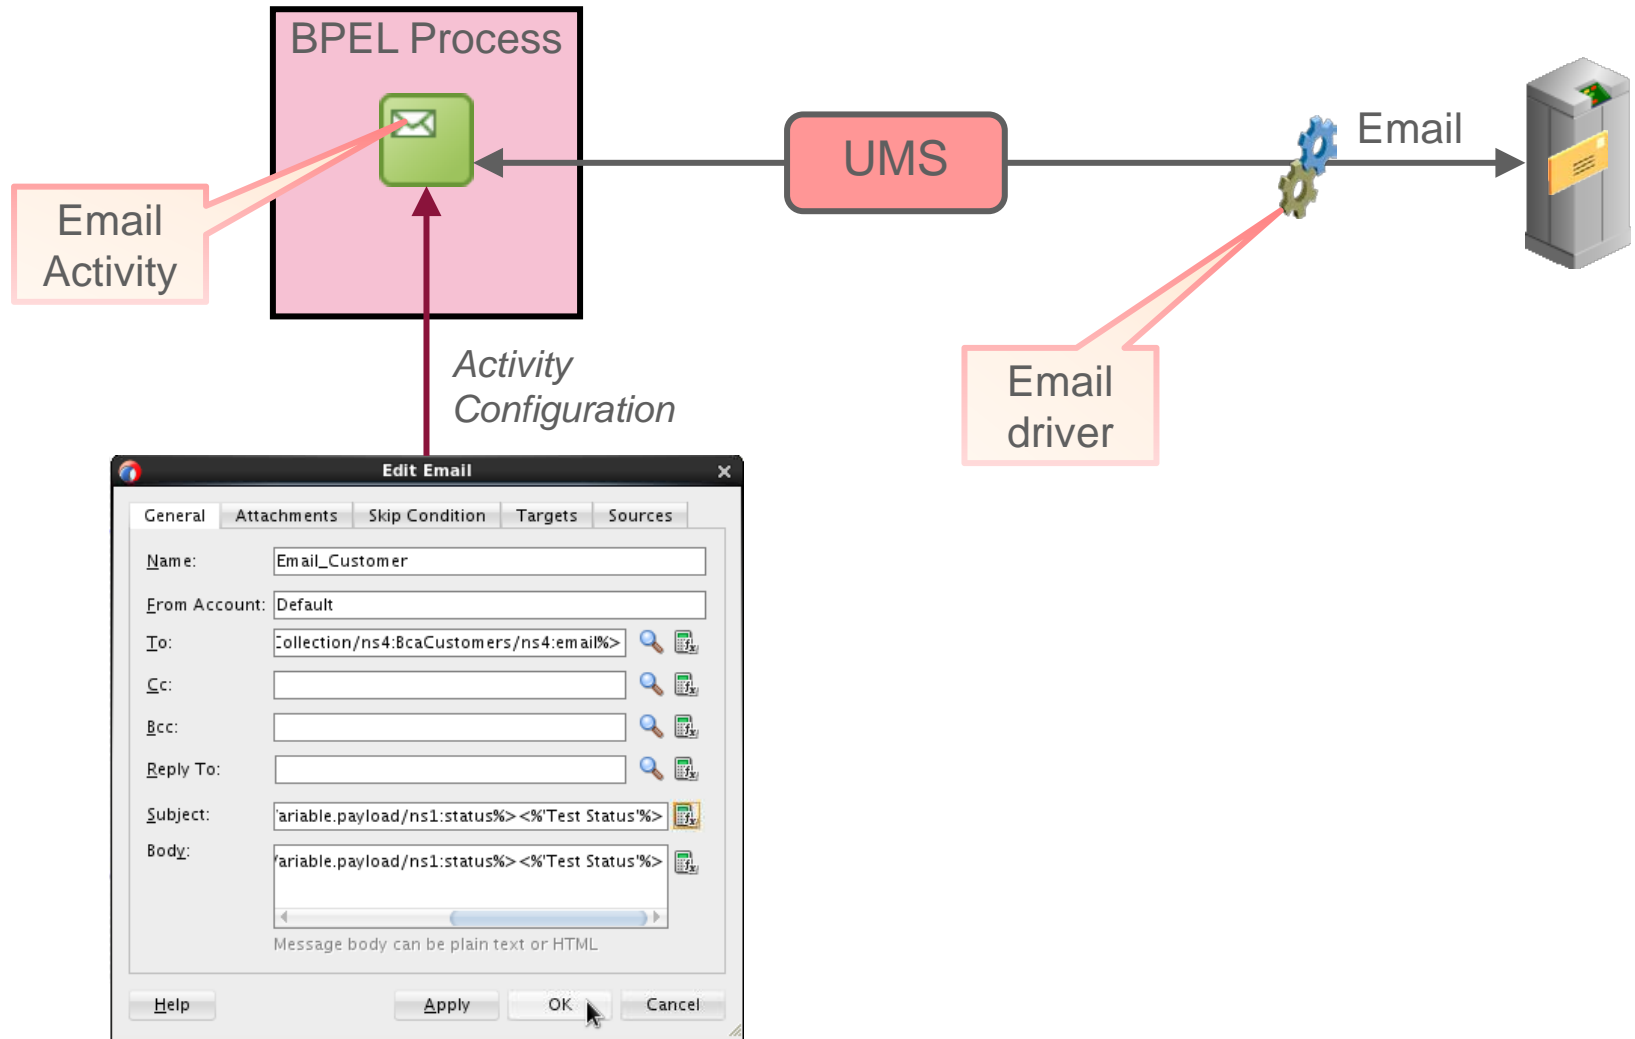 BPEL Process
UMS
Email
Email
Activity
Email
driver
Activity
Configuration
Edit Email
General Attachments Skip Condition Targets Sources
Name: Email_Customer
From Account: Default
To: Collection/ns4:BcaCustomers/ns4:email%>
Cc:
Bcc:
Reply To:
Subject: 'ariable.payload/ns1:status%><%'Test Status'%>
Body: /ariable.payload/ns1:status%><%'Test Status'%>
Message body can be plain text or HTML
Help Apply OK Cancel